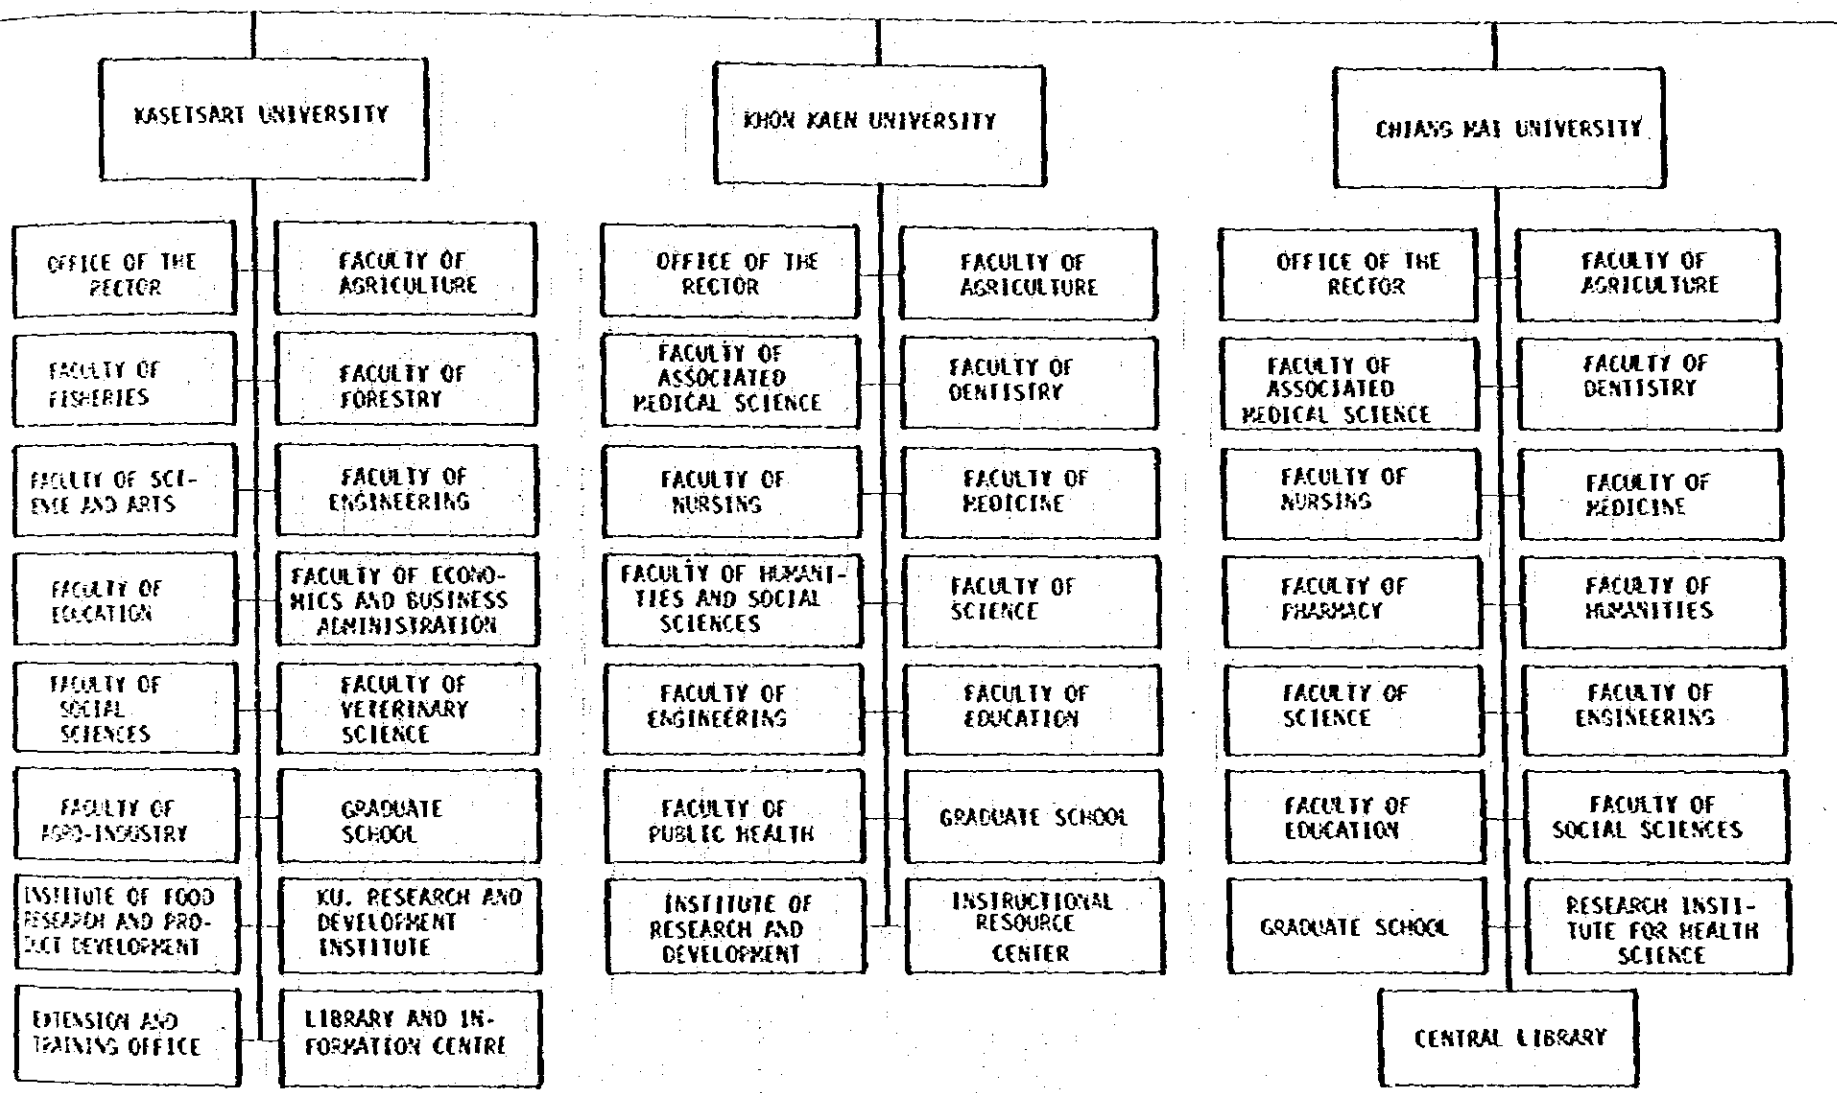 KASETSART UNIVERSITY
OFFICE OF THE
RECTOR
FACULTY OF
AGRICULTURE
FACULTY OF
FISHERIES
FACULTY OF
FORESTRY
FACULTY OF SCI-
ENCE AND ARTS
FACULTY OF
ENGINEERING
FACULTY OF
EDUCATION
FACULTY OF ECONO-
MICS AND BUSINESS
ADMINISTRATION
FACULTY OF
SOCIAL
SCIENCES
FACULTY OF
VETERINARY
SCIENCE
FACULTY OF
AGRO-INDUSTRY
GRADUATE
SCHOOL
INSTITUTE OF FOOD
RESEARCH AND PRO-
DUCT DEVELOPMENT
KU. RESEARCH AND
DEVELOPMENT
INSTITUTE
EXTENSION AND
TRAINING OFFICE
LIBRARY AND IN-
FORMATION CENTRE
KHON KAEN UNIVERSITY
OFFICE OF THE
RECTOR
FACULTY OF
AGRICULTURE
FACULTY OF
ASSOCIATED
MEDICAL SCIENCE
FACULTY OF
DENTISTRY
FACULTY OF
NURSING
FACULTY OF
MEDICINE
FACULTY OF HUMANI-
TIES AND SOCIAL
SCIENCES
FACULTY OF
SCIENCE
FACULTY OF
ENGINEERING
FACULTY OF
EDUCATION
FACULTY OF
PUBLIC HEALTH
GRADUATE SCHOOL
INSTITUTE OF
RESEARCH AND
DEVELOPMENT
INSTRUCTIONAL
RESOURCE
CENTER
CHIANG MAI UNIVERSITY
OFFICE OF THE
RECTOR
FACULTY OF
AGRICULTURE
FACULTY OF
ASSOCIATED
MEDICAL SCIENCE
FACULTY OF
DENTISTRY
FACULTY OF
NURSING
FACULTY OF
MEDICINE
FACULTY OF
PHARMACY
FACULTY OF
HUMANITIES
FACULTY OF
SCIENCE
FACULTY OF
ENGINEERING
FACULTY OF
EDUCATION
FACULTY OF
SOCIAL SCIENCES
GRADUATE SCHOOL
RESEARCH INSTI-
TUTE FOR HEALTH
SCIENCE
CENTRAL LIBRARY